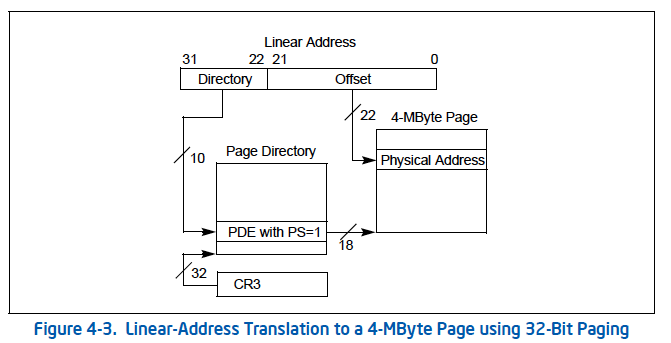 Linear Address
31 22 21 0
Directory Offset
22 4-MByte Page
10 Page Directory Physical Address
PDE with PS=1
18
32
CR3
Figure 4-3. Linear-Address Translation to a 4-MByte Page using 32-Bit Paging